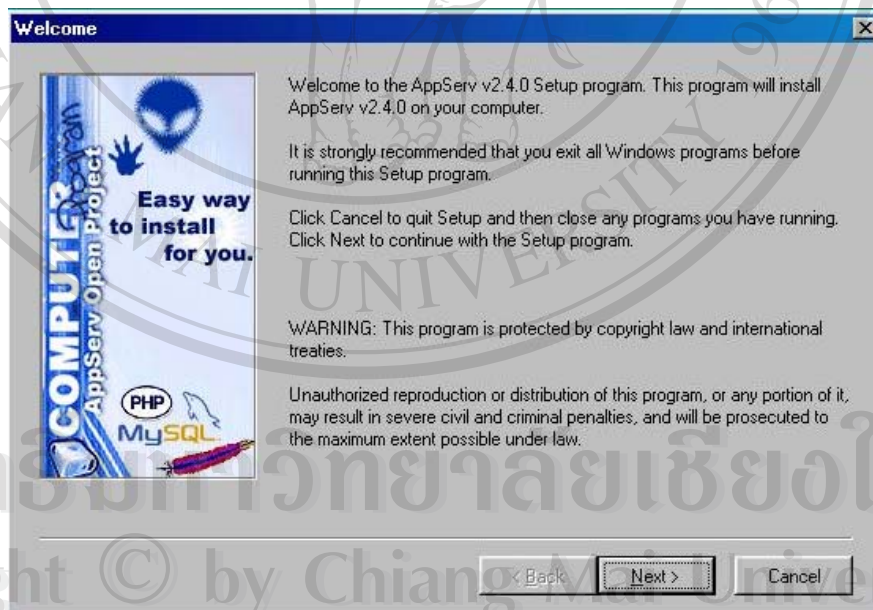 Welcome
Welcome to the AppServ v2.4.0 Setup program. This program will install
AppServ v2.4.0 on your computer.
It is strongly recommended that you exit all Windows programs before
running this Setup program.
Click Cancel to quit Setup and then close any programs you have running.
Click Next to continue with the Setup program.
WARNING: This program is protected by copyright law and international
treaties.
Unauthorized reproduction or distribution of this program, or any portion of it,
may result in severe civil and criminal penalties, and will be prosecuted to
the maximum extent possible under law.
COMPUTER
Program
AppServ Open Project
Easy way
to install
for you.
PHP
MySQL
< Back
Next >
Cancel
MAI UNIVERSITY 196
by Chiang Mai